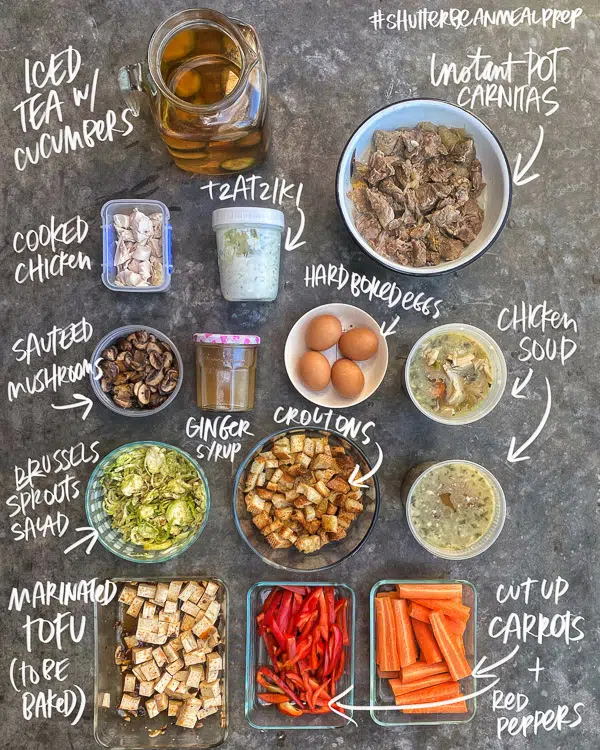 #SHUTTERBEANMEALPREP
ICED
TEA W/
CUCUMBERS
INSTANT POT
CARNITAS
TZATZIKI
COOKED
CHICKEN
HARD BOILED EGGS
CHICKEN
SOUP
SAUTEED
MUSHROOMS
GINGER
SYRUP
CROUTONS
BRUSSELS
SPROUTS
SALAD
MARINATED
TOFU
(TO BE
BAKED)
CUT UP
CARROTS
+
RED
PEPPERS